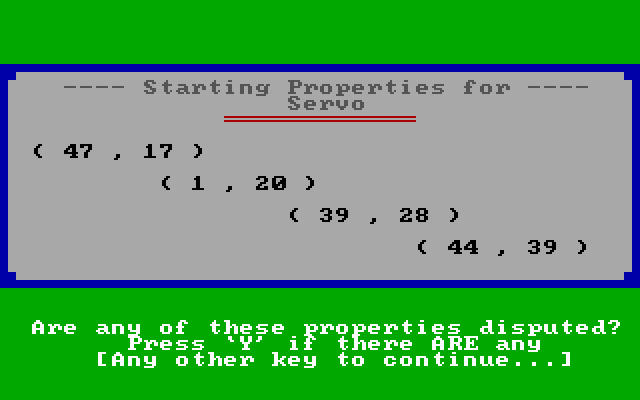 ---- Starting Properties for ----
Servo
( 47 , 17 )
( 1 , 20 )
( 39 , 28 )
( 44 , 39 )
Are any of these properties disputed?
Press 'Y' if there ARE any
[Any other key to continue...]